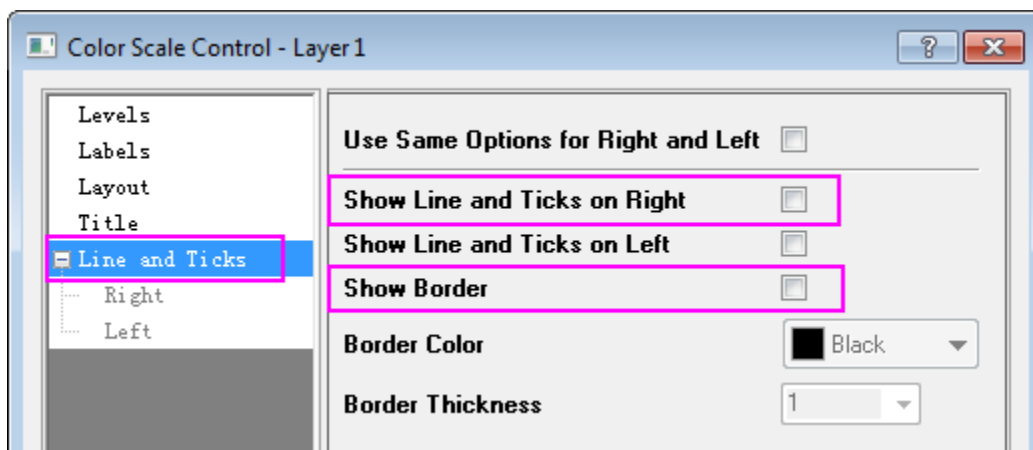 Color Scale Control - Layer 1
Levels
Labels
Layout
Title
Line and Ticks
Right
Left
Use Same Options for Right and Left
Show Line and Ticks on Right
Show Line and Ticks on Left
Show Border
Border Color
Black
Border Thickness
1